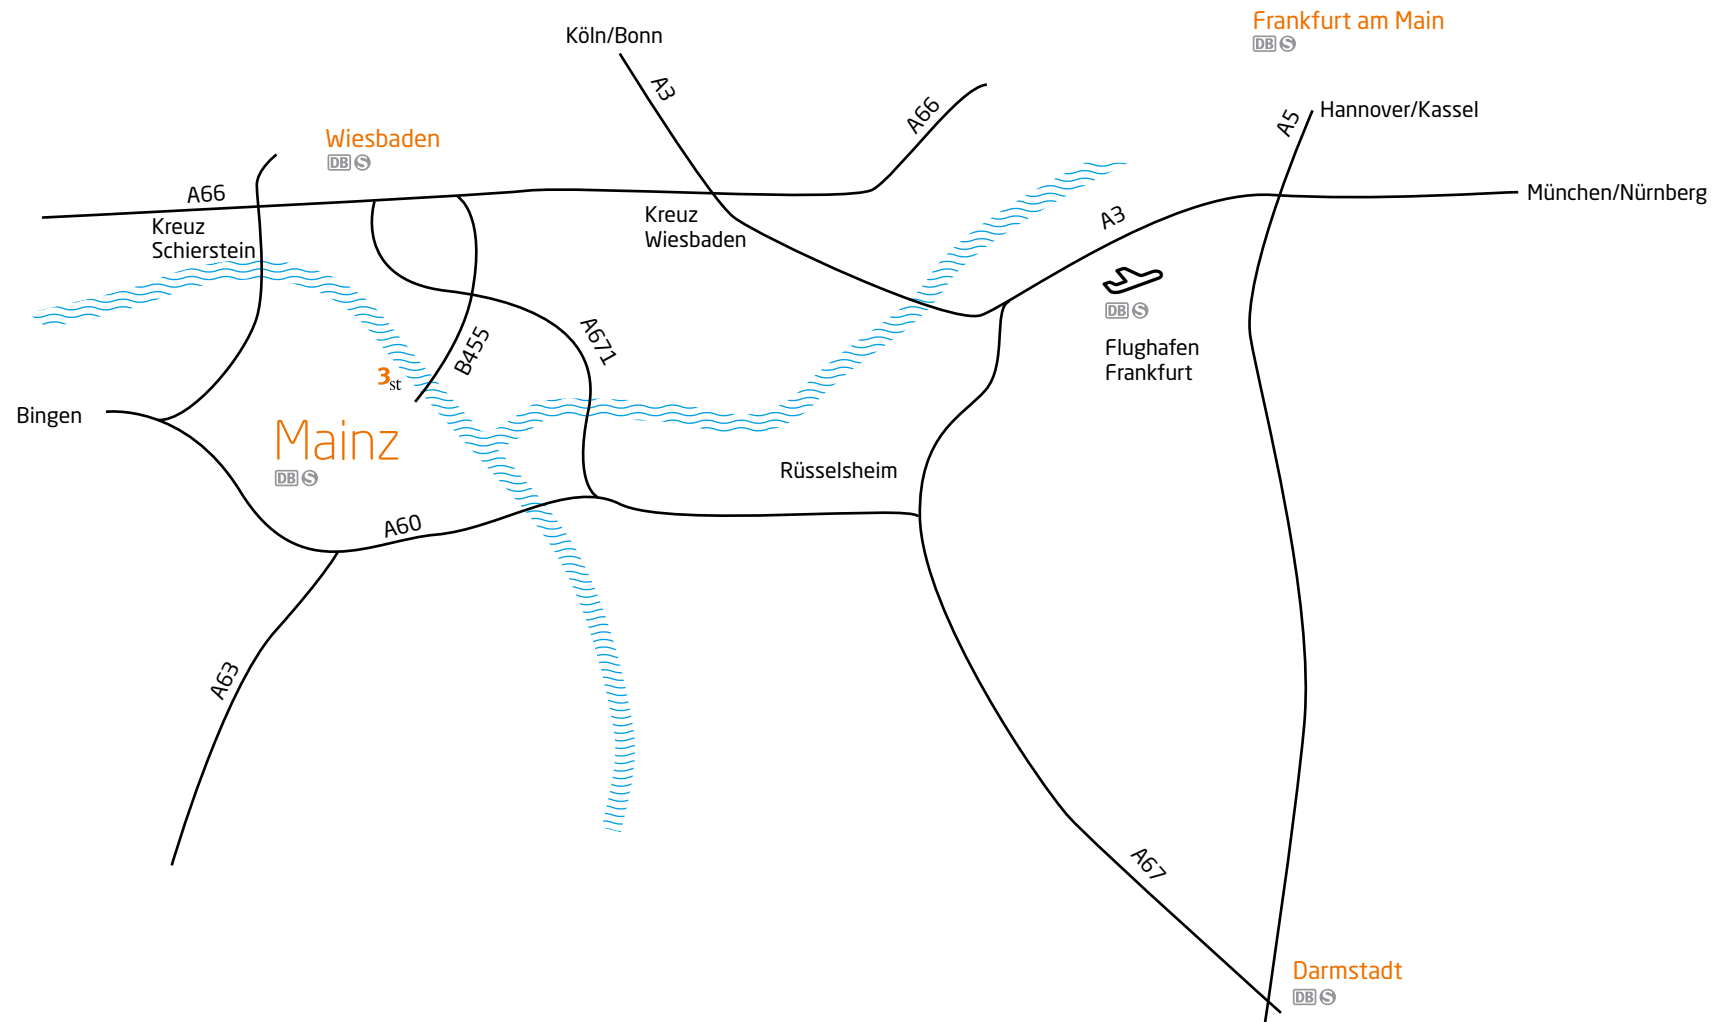 Frankfurt am Main
DB S
Köln/Bonn
A3
A66
A5
Hannover/Kassel
Wiesbaden
DB S
A66
München/Nürnberg
Kreuz
Schierstein
Kreuz
Wiesbaden
A3
DB S
Flughafen
Frankfurt
A671
B455
3st
Bingen
Mainz
DB S
Rüsselsheim
A60
A63
A67
Darmstadt
DB S